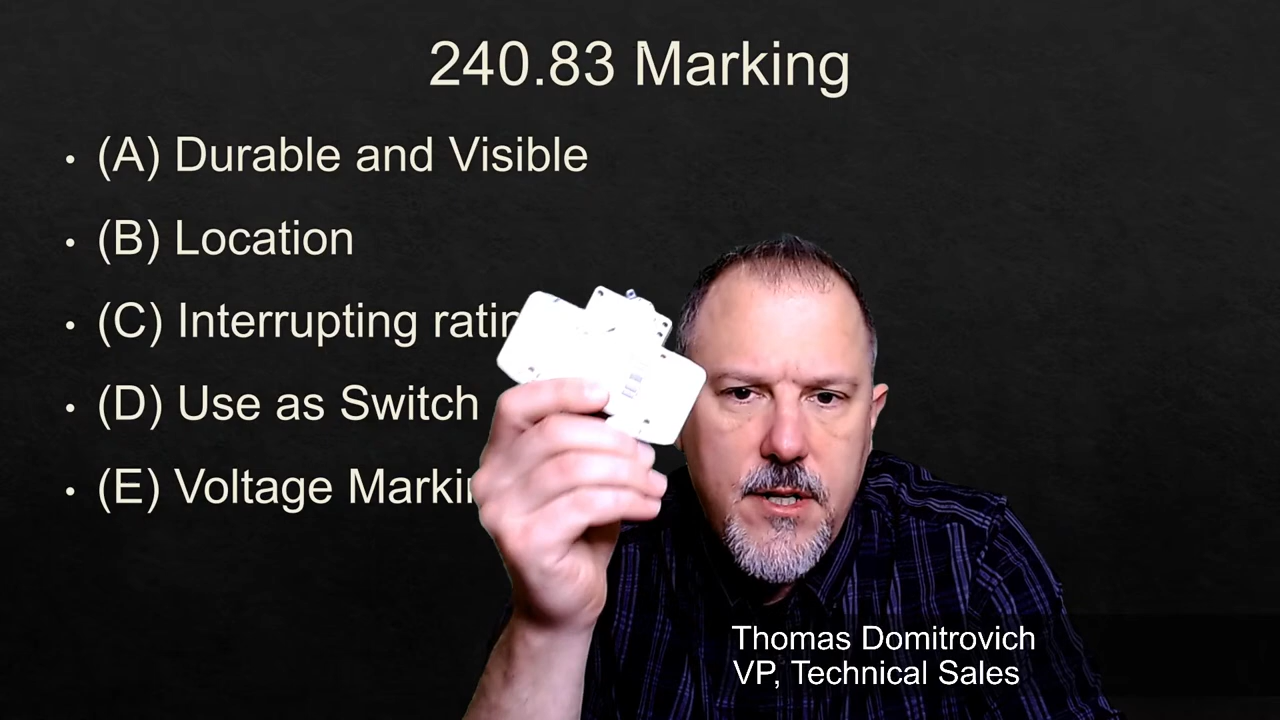 240.83 Marking
• (A) Durable and Visible
• (B) Location
• (C) Interrupting
• (D) Use as Switch
• (E) Voltage
Thomas Domitrovich
VP, Technical Sales